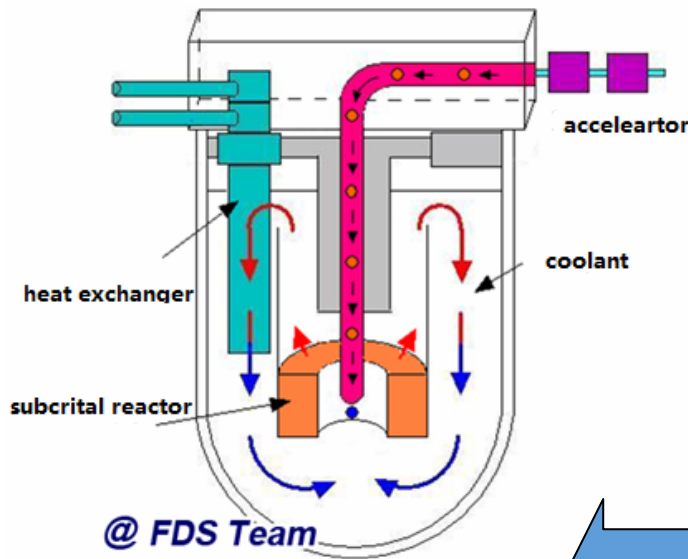 acceleartor
coolant
heat exchanger
subcrital reactor
@ FDS Team